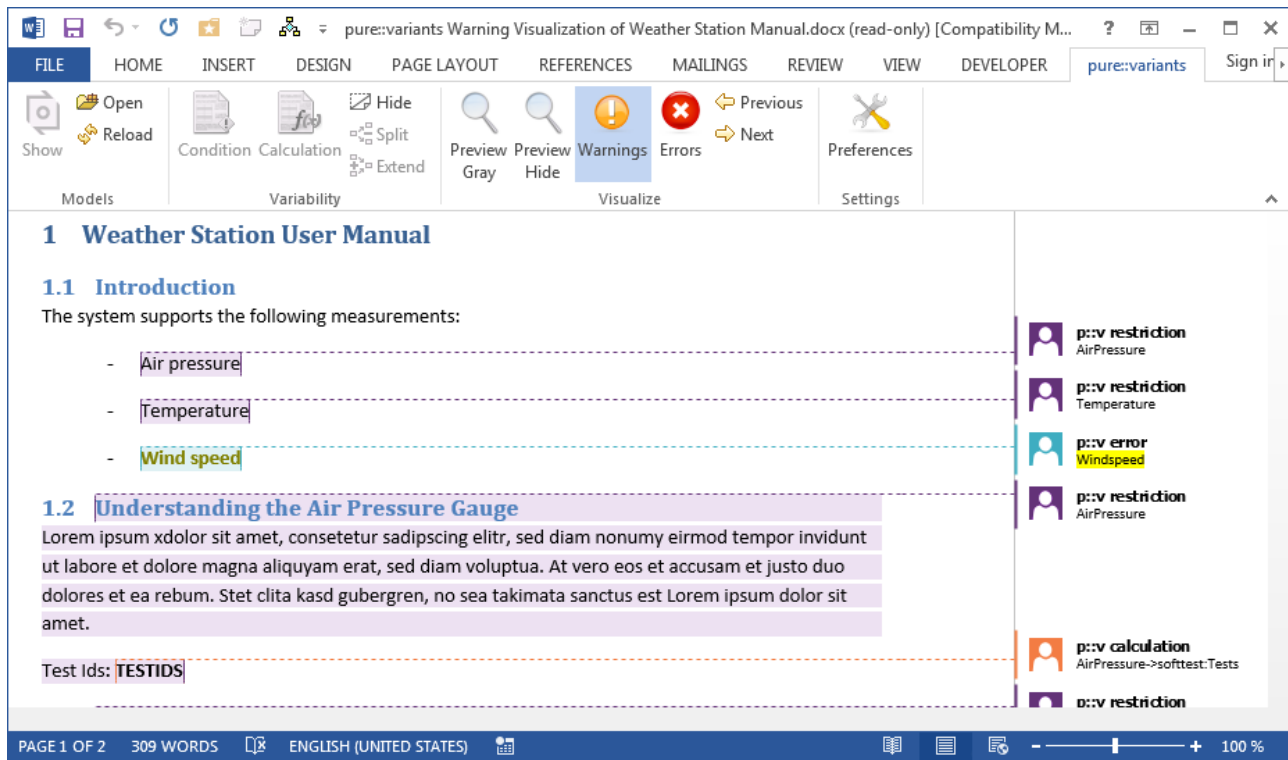 pure::variants Warning Visualization of Weather Station Manual.docx (read-only) [Compatibility M...
FILE HOME INSERT DESIGN PAGE LAYOUT REFERENCES MAILINGS REVIEW VIEW DEVELOPER pure::variants Sign in
Show
Open
Reload
Models
Condition
Calculation
Hide
Split
Extend
Variability
Preview Gray
Preview Hide
Warnings
Errors
Previous
Next
Visualize
Preferences
Settings
1 Weather Station User Manual
1.1 Introduction
The system supports the following measurements:
- Air pressure
- Temperature
- Wind speed
1.2 Understanding the Air Pressure Gauge
Lorem ipsum xdolor sit amet, consetetur sadipscing elitr, sed diam nonumy eirmod tempor invidunt
ut labore et dolore magna aliquyam erat, sed diam voluptua. At vero eos et accusam et justo duo
dolores et ea rebum. Stet clita kasd gubergren, no sea takimata sanctus est Lorem ipsum dolor sit
amet.
Test Ids: TESTIDS
p::v restriction
AirPressure
p::v restriction
Temperature
p::v error
Windspeed
p::v restriction
AirPressure
p::v calculation
AirPressure->softtest:Tests
p::v restriction
PAGE 1 OF 2 309 WORDS ENGLISH (UNITED STATES) 100 %